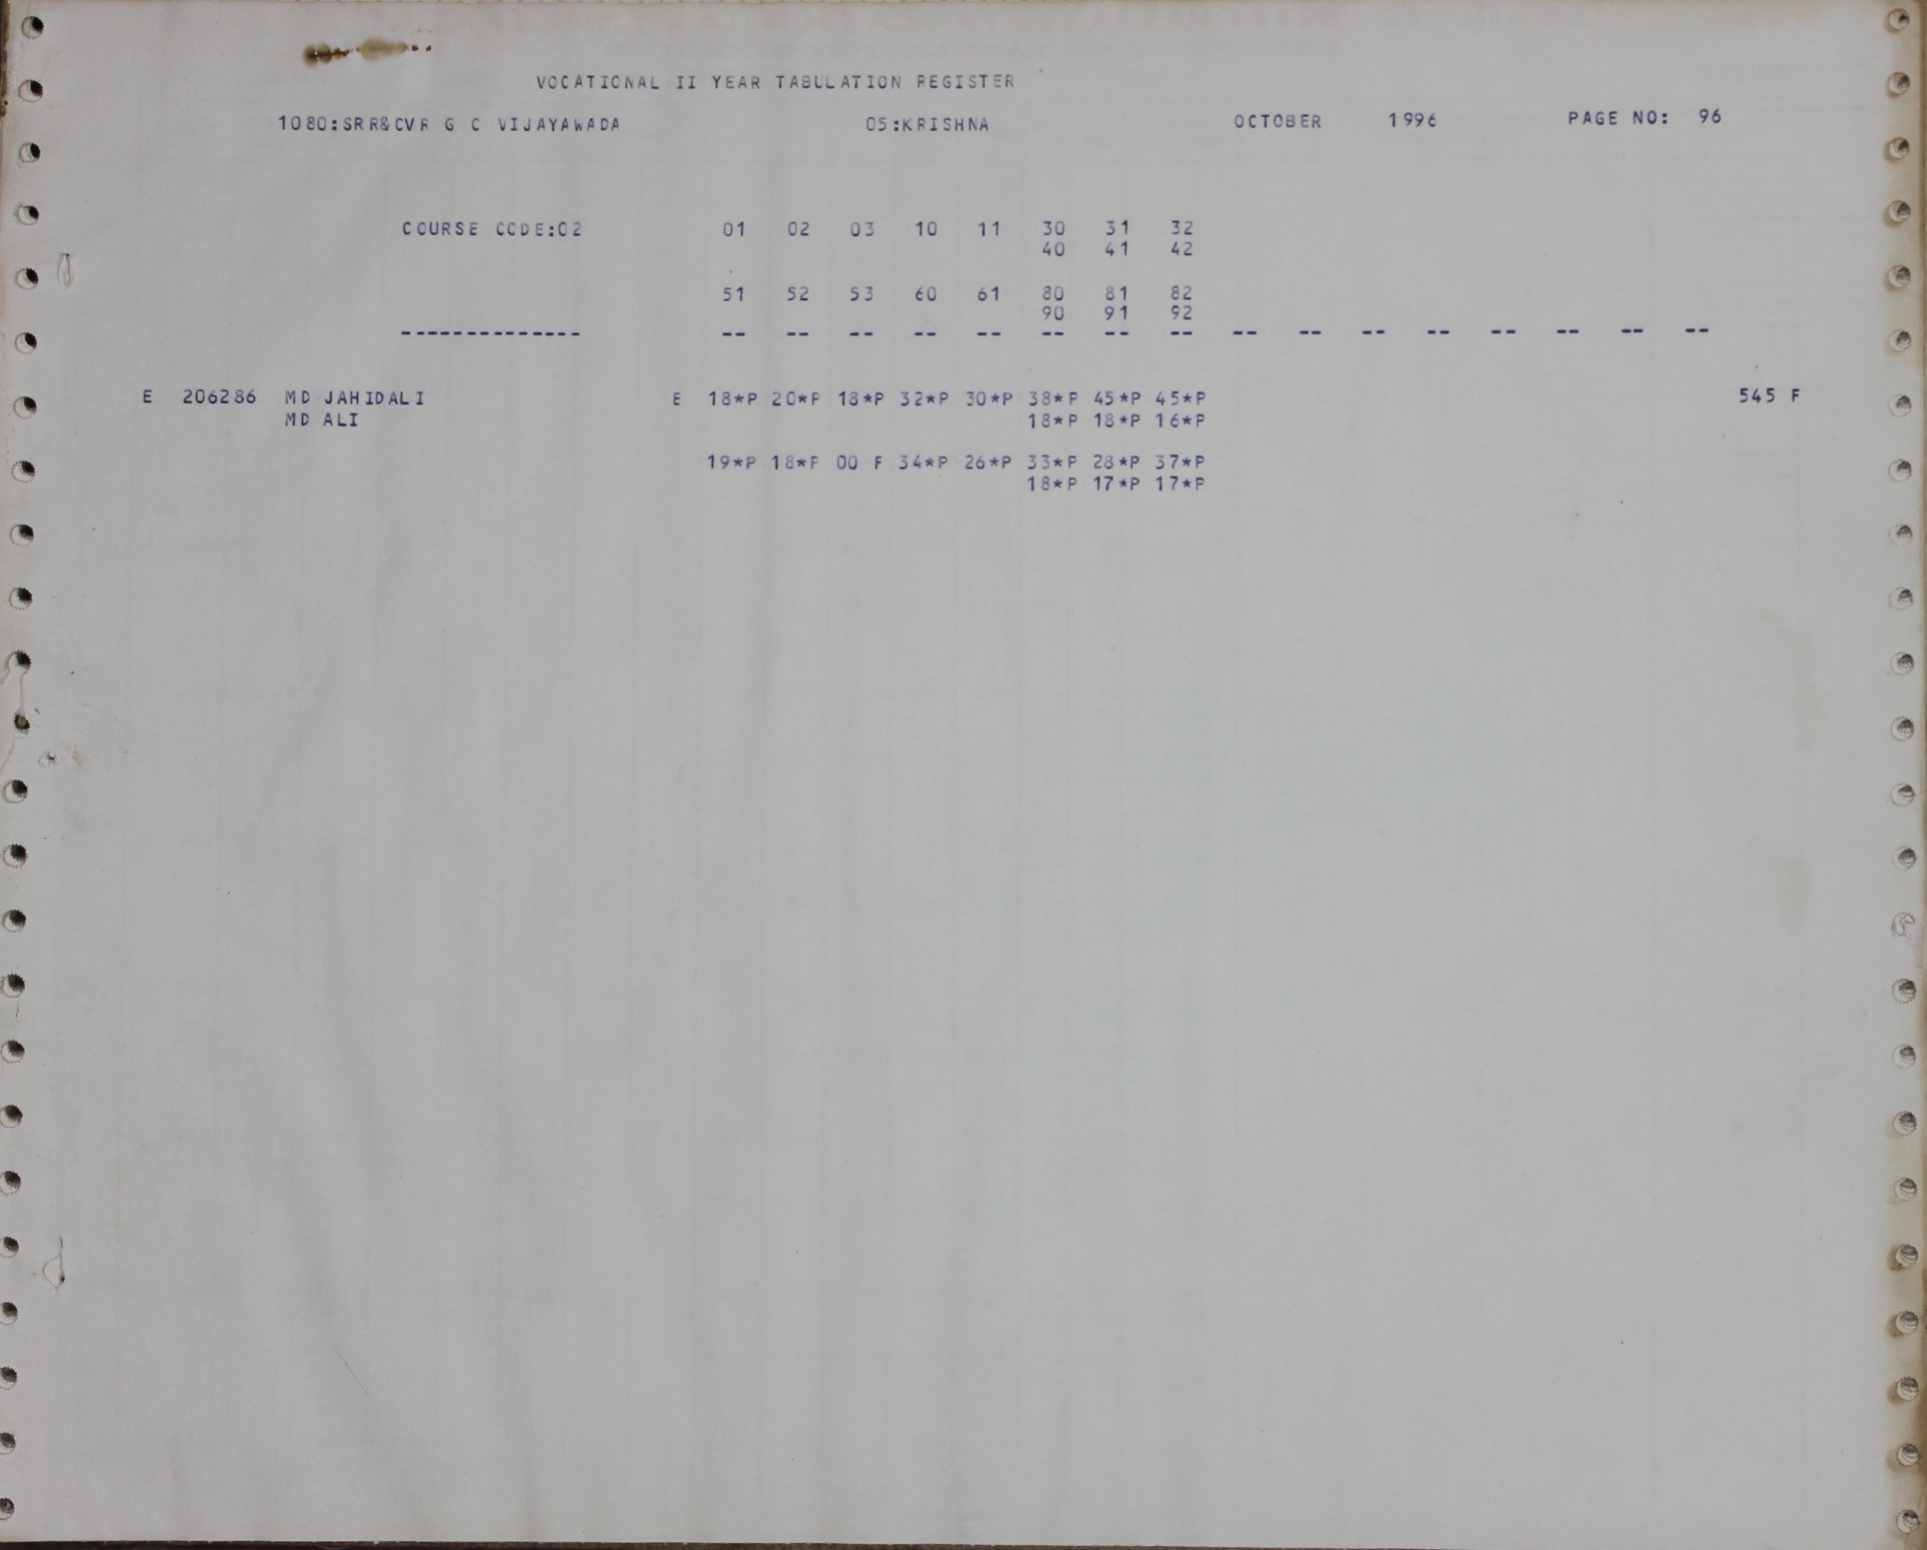 VOCATIONAL II YEAR TABULATION REGISTER
1080:SRR&CVR G C VIJAYAWADA 05:KRISHNA OCTOBER 1996 PAGE NO: 96
COURSE CODE:02 01 02 03 10 11 30 31 32
40 41 42
51 52 53 60 61 80 81 82
90 91 92
-------------- -- -- -- -- -- -- -- -- -- -- -- -- -- -- -- --
E 206286 MD JAHIDALI E 18*P 20*P 18*P 32*P 30*P 38*P 45*P 45*P 545 F
MD ALI 18*P 18*P 16*P
19*P 18*P 00 F 34*P 26*P 33*P 28*P 37*P
18*P 17*P 17*P